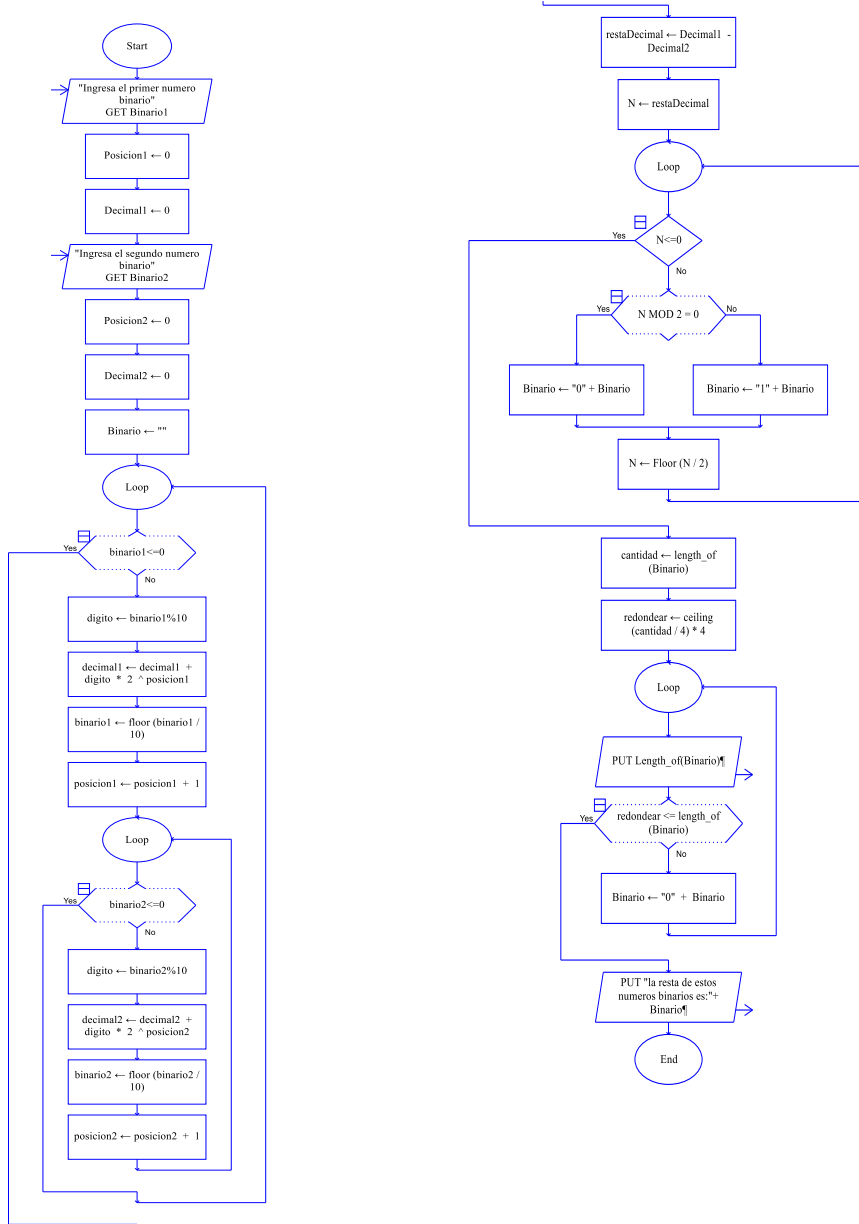 Start
"Ingresa el primer numero
binario"
GET Binario1
Posicion1 ← 0
Decimal1 ← 0
"Ingresa el segundo numero
binario"
GET Binario2
Posicion2 ← 0
Decimal2 ← 0
Binario ← ""
Loop
binario1<=0
Yes
No
digito ← binario1%10
decimal1 ← decimal1 +
digito * 2 ^ posicion1
binario1 ← floor (binario1 /
10)
posicion1 ← posicion1 + 1
Loop
binario2<=0
Yes
No
digito ← binario2%10
decimal2 ← decimal2 +
digito * 2 ^ posicion2
binario2 ← floor (binario2 /
10)
posicion2 ← posicion2 + 1
restaDecimal ← Decimal1 -
Decimal2
N ← restaDecimal
Loop
Yes
N<=0
No
Yes
N MOD 2 = 0
No
Binario ← "0" + Binario
Binario ← "1" + Binario
N ← Floor (N / 2)
cantidad ← length_of
(Binario)
redondear ← ceiling
(cantidad / 4) * 4
Loop
PUT Length_of(Binario)¶
Yes
redondear <= length_of
(Binario)
No
Binario ← "0" + Binario
PUT "la resta de estos
numeros binarios es:"+
Binario¶
End